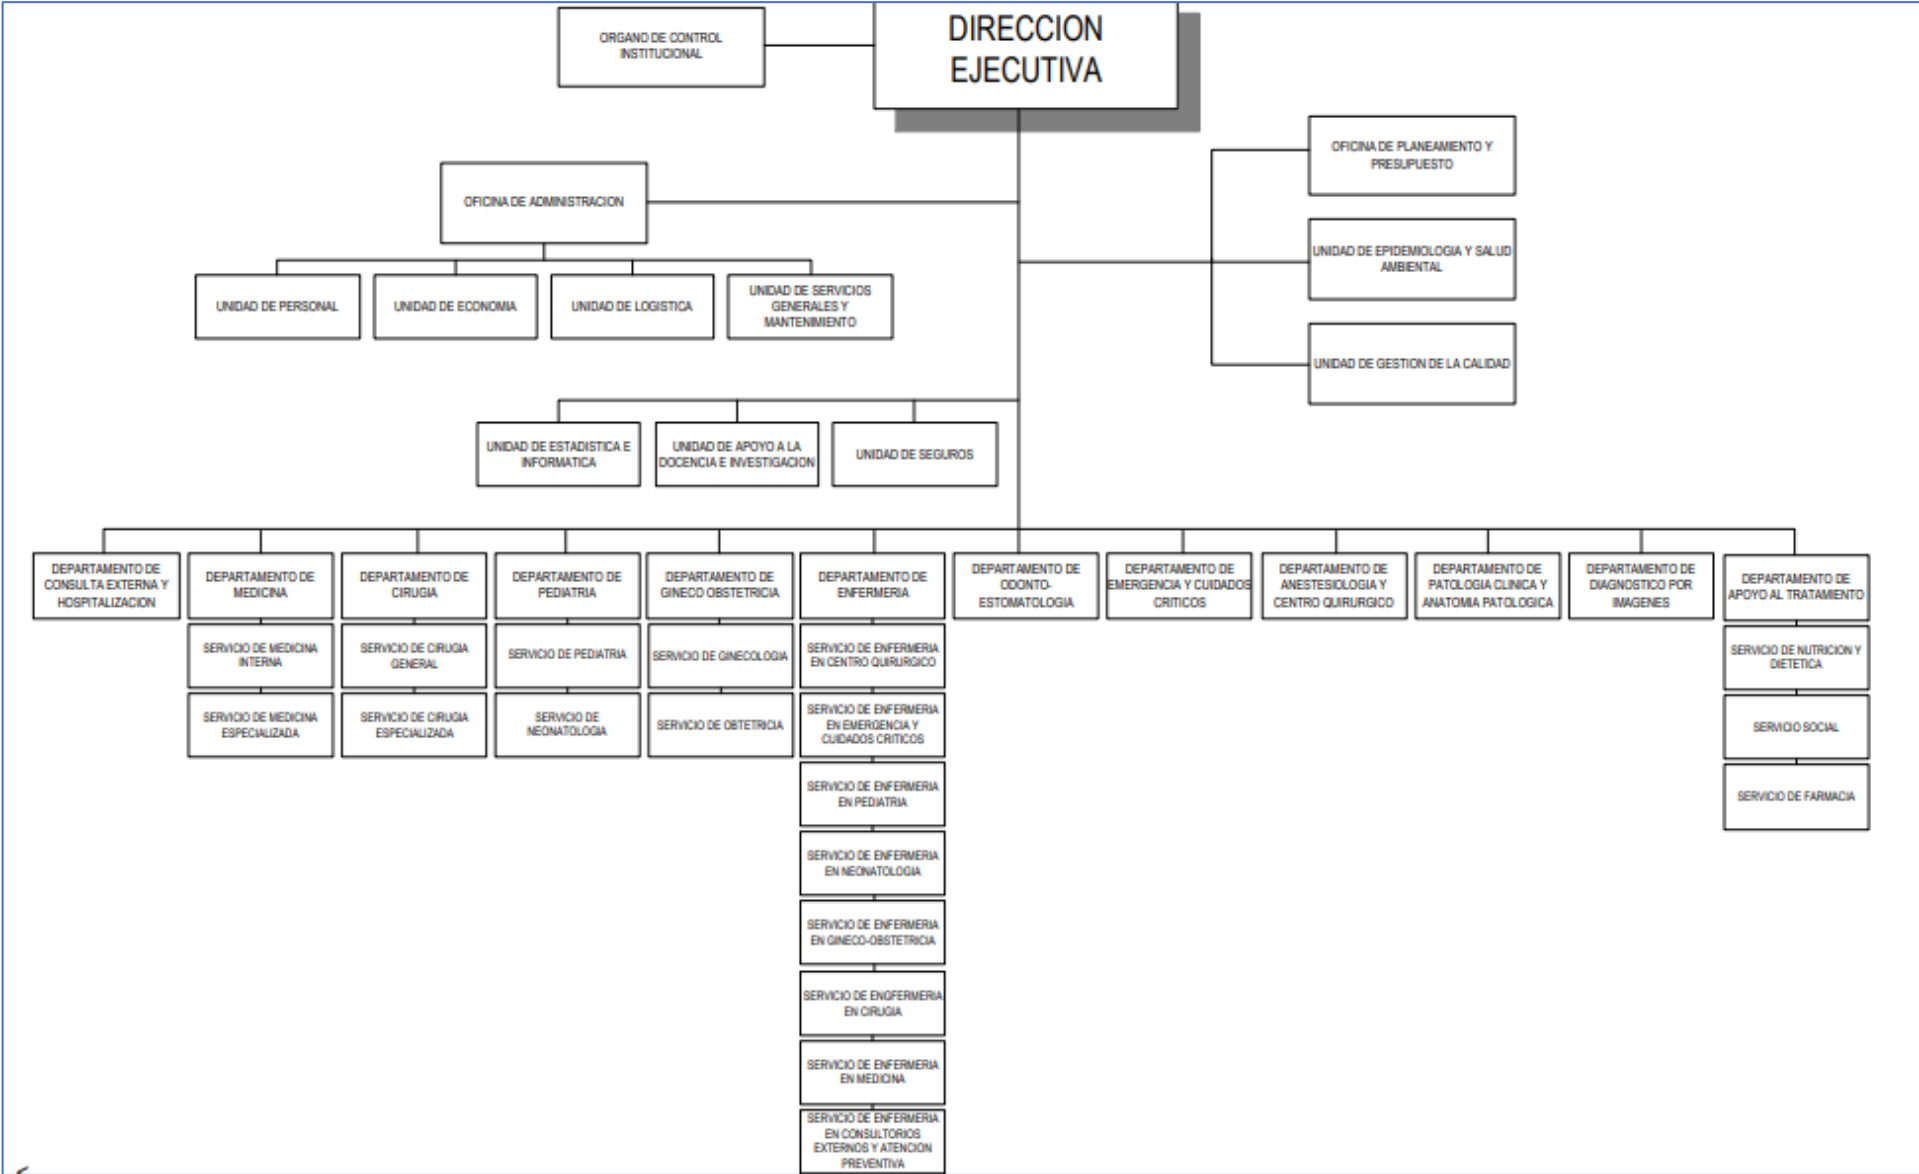 ORGANO DE CONTROL
INSTITUCIONAL
DIRECCION
EJECUTIVA
OFICINA DE PLANEAMIENTO Y
PRESUPUESTO
OFICINA DE ADMINISTRACION
UNIDAD DE EPIDEMIOLOGIA Y SALUD
AMBIENTAL
UNIDAD DE PERSONAL
UNIDAD DE ECONOMIA
UNIDAD DE LOGISTICA
UNIDAD DE SERVICIOS
GENERALES Y
MANTENIMIENTO
UNIDAD DE GESTION DE LA CALIDAD
UNIDAD DE ESTADISTICA E
INFORMATICA
UNIDAD DE APOYO A LA
DOCENCIA E INVESTIGACION
UNIDAD DE SEGUROS
DEPARTAMENTO DE
CONSULTA EXTERNA Y
HOSPITALIZACION
DEPARTAMENTO DE
MEDICINA
SERVICIO DE MEDICINA
INTERNA
SERVICIO DE MEDICINA
ESPECIALIZADA
DEPARTAMENTO DE
CIRUGIA
SERVICIO DE CIRUGIA
GENERAL
SERVICIO DE CIRUGIA
ESPECIALIZADA
DEPARTAMENTO DE
PEDIATRIA
SERVICIO DE PEDIATRIA
SERVICIO DE
NEONATOLOGIA
DEPARTAMENTO DE
GINECO OBSTETRICIA
SERVICIO DE GINECOLOGIA
SERVICIO DE OBTETRICIA
DEPARTAMENTO DE
ENFERMERIA
SERVICIO DE ENFERMERIA
EN CENTRO QUIRURGICO
SERVICIO DE ENFERMERIA
EN EMERGENCIA Y
CUIDADOS CRITICOS
SERVICIO DE ENFERMERIA
EN PEDIATRIA
SERVICIO DE ENFERMERIA
EN NEONATOLOGIA
SERVICIO DE ENFERMERIA
EN GINECO-OBSTETRICIA
SERVICIO DE ENGFERMERIA
EN CIRUGIA
SERVICIO DE ENFERMERIA
EN MEDICINA
SERVICIO DE ENFERMERIA
EN CONSULTORIOS
EXTERNOS Y ATENCION
PREVENTIVA
DEPARTAMENTO DE
ODONTO-
ESTOMATOLOGIA
DEPARTAMENTO DE
EMERGENCIA Y CUIDADOS
CRITICOS
DEPARTAMENTO DE
ANESTESIOLOGIA Y
CENTRO QUIRURGICO
DEPARTAMENTO DE
PATOLOGIA CLINICA Y
ANATOMIA PATOLOGICA
DEPARTAMENTO DE
DIAGNOSTICO POR
IMAGENES
DEPARTAMENTO DE
APOYO AL TRATAMIENTO
SERVICIO DE NUTRICION Y
DIETETICA
SERVICIO SOCIAL
SERVICIO DE FARMACIA